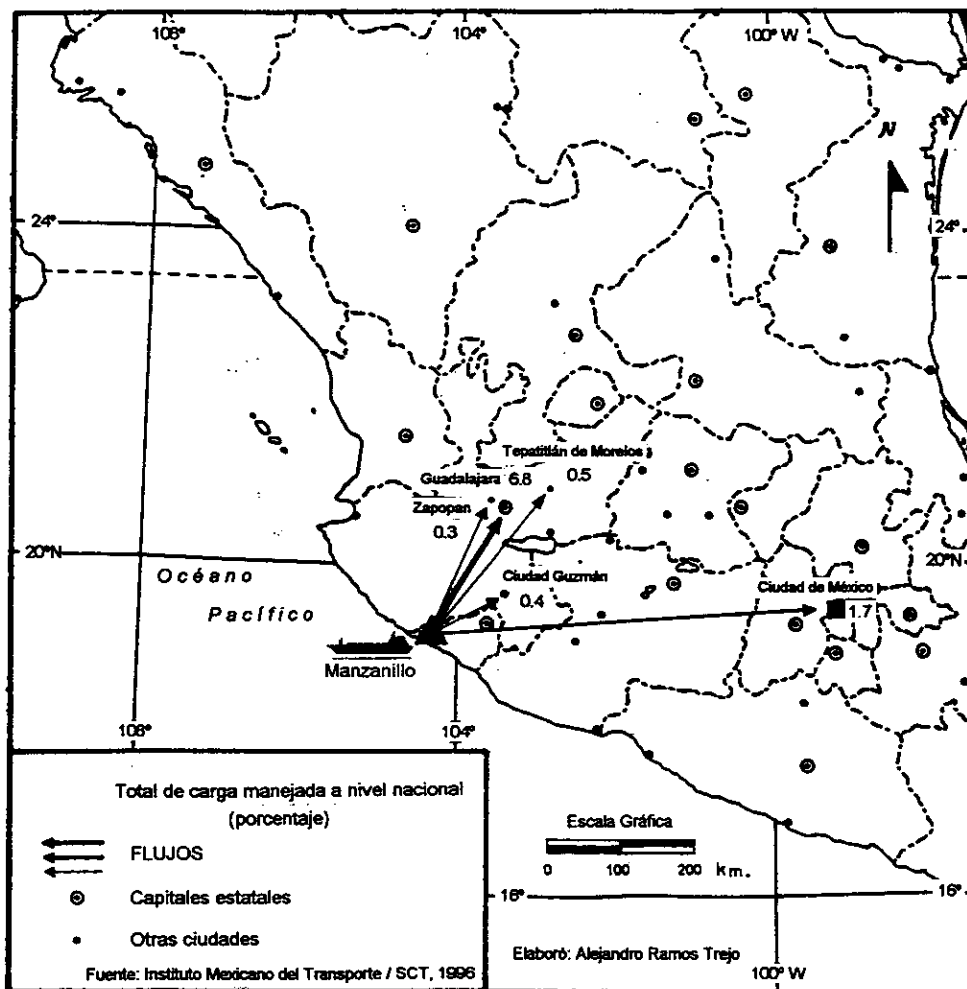 108°
104°
100° W
N
24°
24°
Tepatitlán de Morelos
Guadalajara 6.8
0.5
Zapopan
0.3
20°N
20°N
Océano
Pacífico
Ciudad Guzmán
0.4
Ciudad de México
1.7
Manzanillo
108°
104°
Total de carga manejada a nivel nacional
(porcentaje)
FLUJOS
Capitales estatales
Otras ciudades
Fuente: Instituto Mexicano del Transporte / SCT, 1996
Escala Gráfica
0 100 200 km.
16°
16°
Elaboró: Alejandro Ramos Trejo
100° W